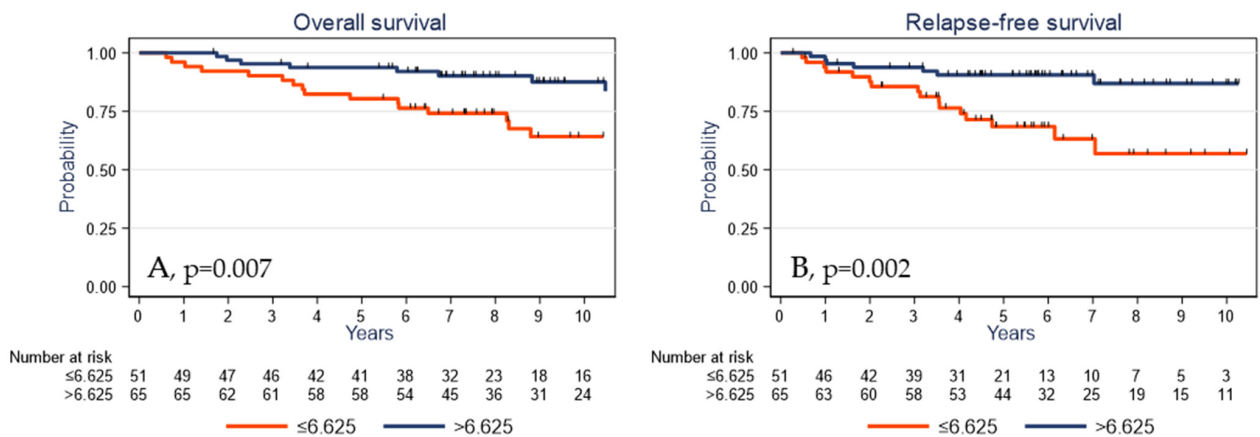 Overall survival
Probability
1.00
0.75
0.50
0.25
0.00
A, p=0.007
0 1 2 3 4 5 6 7 8 9 10
Years
Number at risk
≤6.625 51 49 47 46 42 41 38 32 23 18 16
>6.625 65 65 62 61 58 58 54 45 36 31 24
≤6.625 >6.625
Relapse-free survival
Probability
1.00
0.75
0.50
0.25
0.00
B, p=0.002
0 1 2 3 4 5 6 7 8 9 10
Years
Number at risk
≤6.625 51 46 42 39 31 21 13 10 7 5 3
>6.625 65 63 60 58 53 44 32 25 19 15 11
≤6.625 >6.625